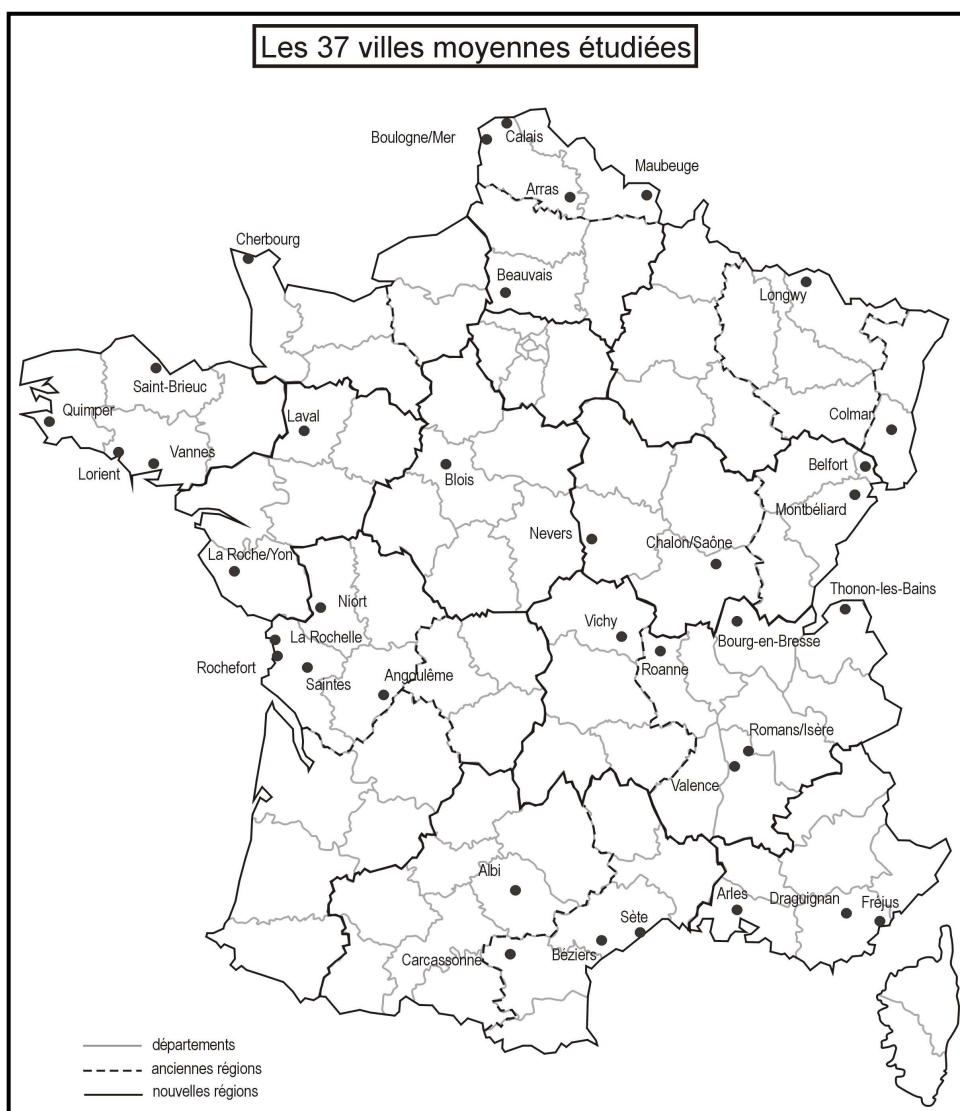 Les 37 villes moyennes étudiées
Boulogne/Mer
Calais
Maubeuge
Arras
Cherbourg
Beauvais
Longwy
Saint-Brieuc
Quimper
Laval
Colmar
Vannes
Lorient
Blois
Belfort
Montbéliard
Nevers
Chalon/Saône
La Roche/Yon
Thonon-les-Bains
Niort
Vichy
La Rochelle
Bourg-en-Bresse
Rochefort
Roanne
Saintes
Angoulême
Romans/Isère
Valence
Albi
Arles
Draguignan
Fréjus
Sète
Carcassonne
Béziers
départements
anciennes régions
nouvelles régions